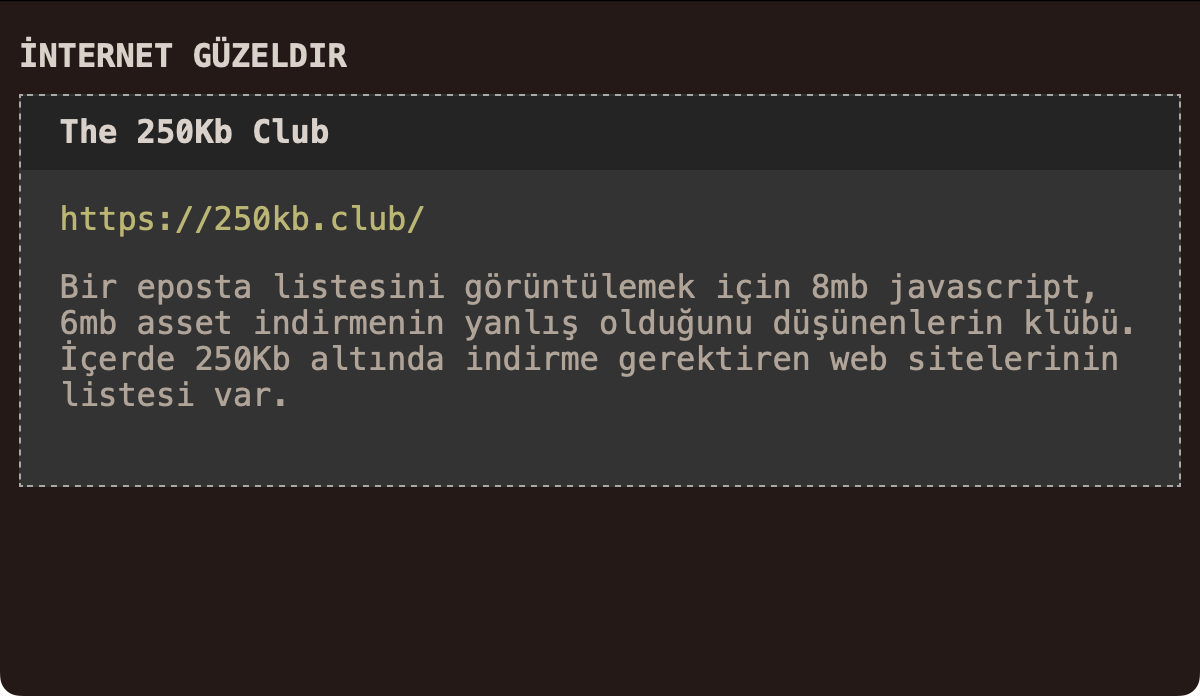 İNTERNET GÜZELDIR
The 250Kb Club
https://250kb.club/
Bir eposta listesini görüntülemek için 8mb javascript,
6mb asset indirmenin yanlış olduğunu düşünenlerin klübü.
İçerde 250Kb altında indirme gerektiren web sitelerinin
listesi var.